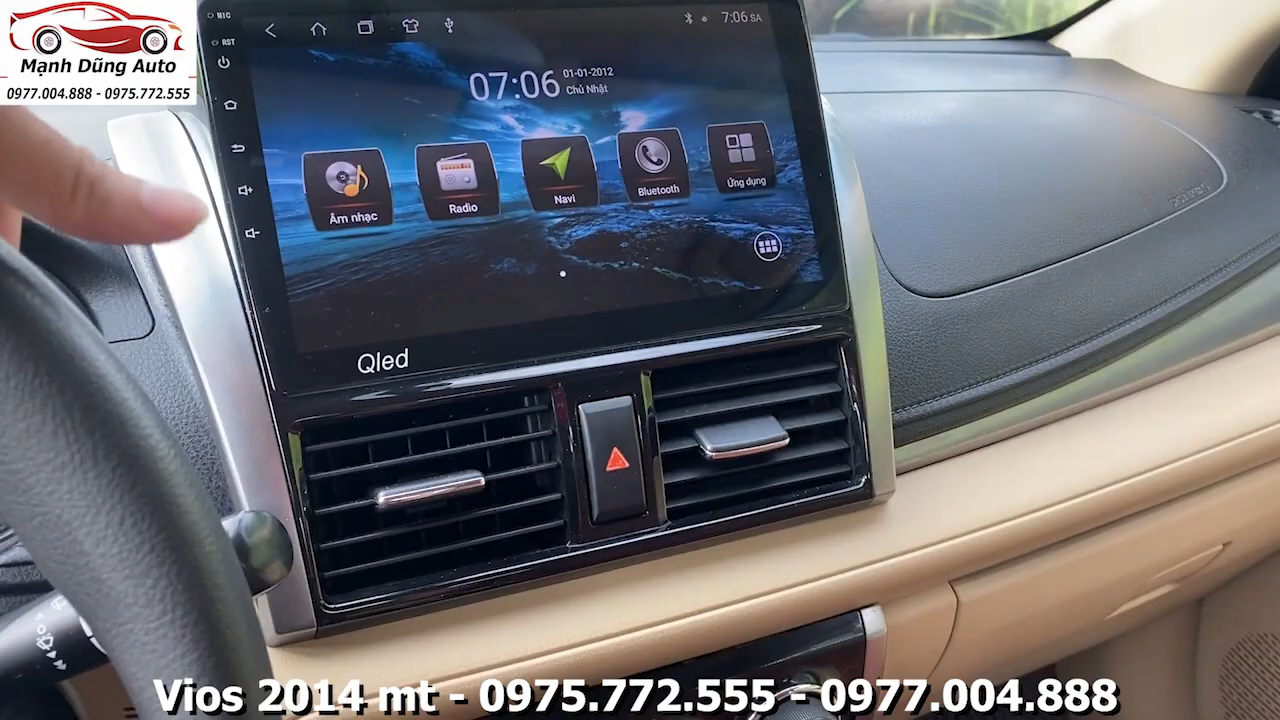 Mạnh Dũng Auto
0977.004.888 - 0975.772.555
MIC
RST
7:06 SA
07:06
01-01-2012
Chủ Nhật
Âm nhạc
Radio
Navi
Bluetooth
Ứng dụng
Qled
Vios 2014 mt - 0975.772.555 - 0977.004.888